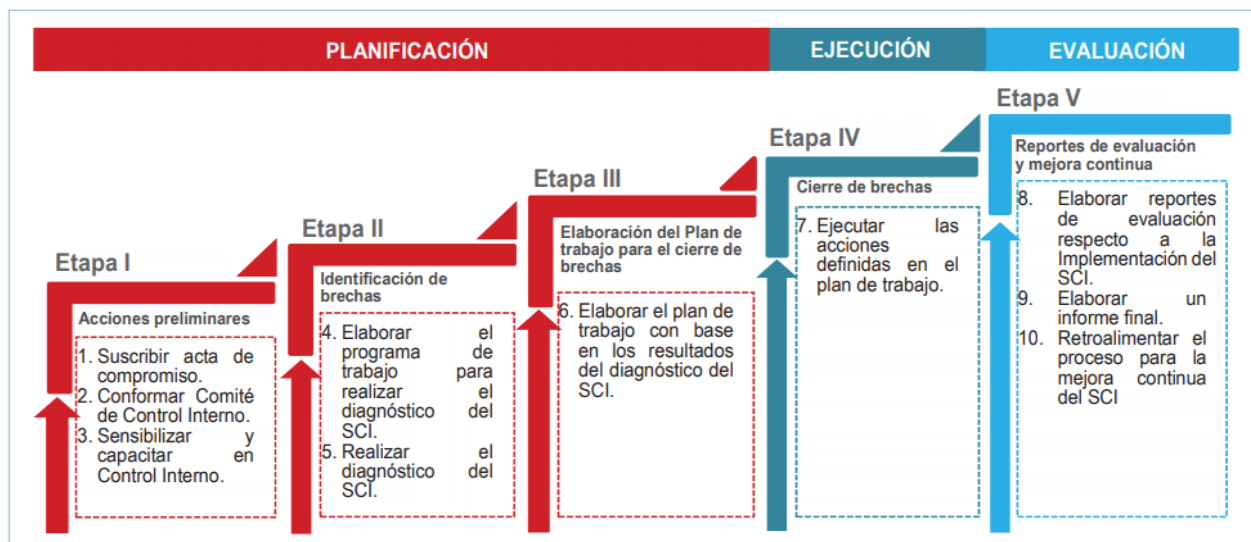 PLANIFICACIÓN
EJECUCIÓN
EVALUACIÓN
Etapa I
Acciones preliminares
1. Suscribir acta de
compromiso.
2. Conformar Comité
de Control Interno.
3. Sensibilizar y
capacitar en
Control Interno.
Etapa II
Identificación de
brechas
4. Elaborar el
programa de
trabajo para
realizar el
diagnóstico del
SCI.
5. Realizar el
diagnóstico del
SCI.
Etapa III
Elaboración del Plan de
trabajo para el cierre de
brechas
6. Elaborar el plan de
trabajo con base
en los resultados
del diagnóstico del
SCI.
Etapa IV
Cierre de brechas
7. Ejecutar las
acciones
definidas en el
plan de trabajo.
Etapa V
Reportes de evaluación
y mejora continua
8. Elaborar reportes
de evaluación
respecto a la
Implementación del
SCI.
9. Elaborar un
informe final.
10. Retroalimentar el
proceso para la
mejora continua
del SCI